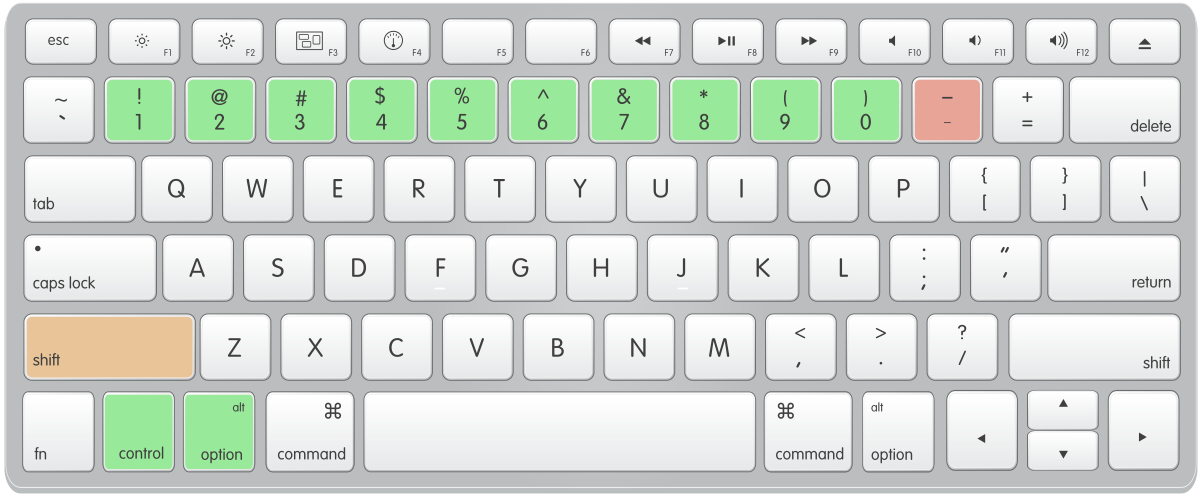 esc F1 F2 F3 F4 F5 F6 F7 F8 F9 F10 F11 F12
~ ! @ # $ % ^ & * ( ) – +
` 1 2 3 4 5 6 7 8 9 0 - = delete
tab Q W E R T Y U I O P { [ } ] | \
caps lock A S D F G H J K L : ; " ' return
shift Z X C V B N M < , > . ? / shift
fn control alt option ⌘ command ⌘ command alt option